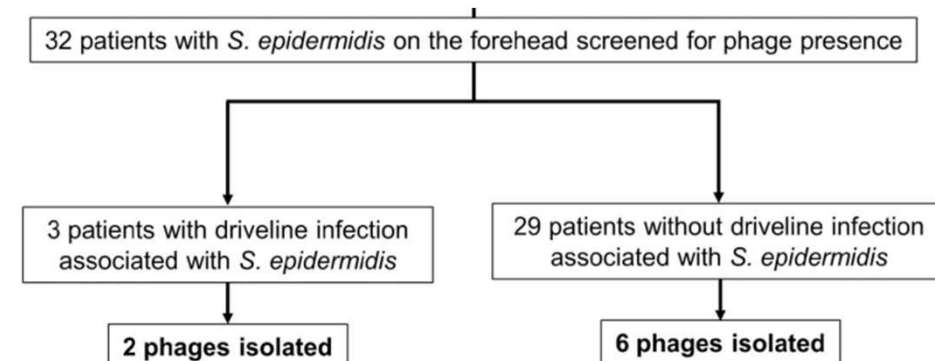 32 patients with S. epidermidis on the forehead screened for phage presence
3 patients with driveline infection
associated with S. epidermidis
29 patients without driveline infection
associated with S. epidermidis
2 phages isolated
6 phages isolated